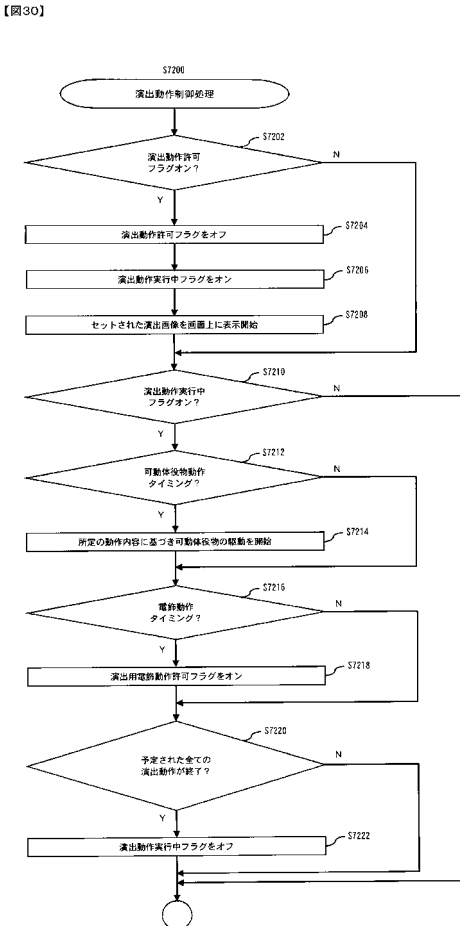 【図30】
S7200
演出動作制御処理
S7202
演出動作許可
フラグオン？
N
Y
S7204
演出動作許可フラグをオフ
S7206
演出動作実行中フラグをオン
S7208
セットされた演出画像を画面上に表示開始
S7210
演出動作実行中
フラグオン？
N
Y
S7212
可動体役物動作
タイミング？
N
Y
S7214
所定の動作内容に基づき可動体役物の駆動を開始
S7216
電飾動作
タイミング？
N
Y
S7218
演出用電飾動作許可フラグをオン
S7220
予定された全ての
演出動作が終了？
N
Y
S7222
演出動作実行中フラグをオフ